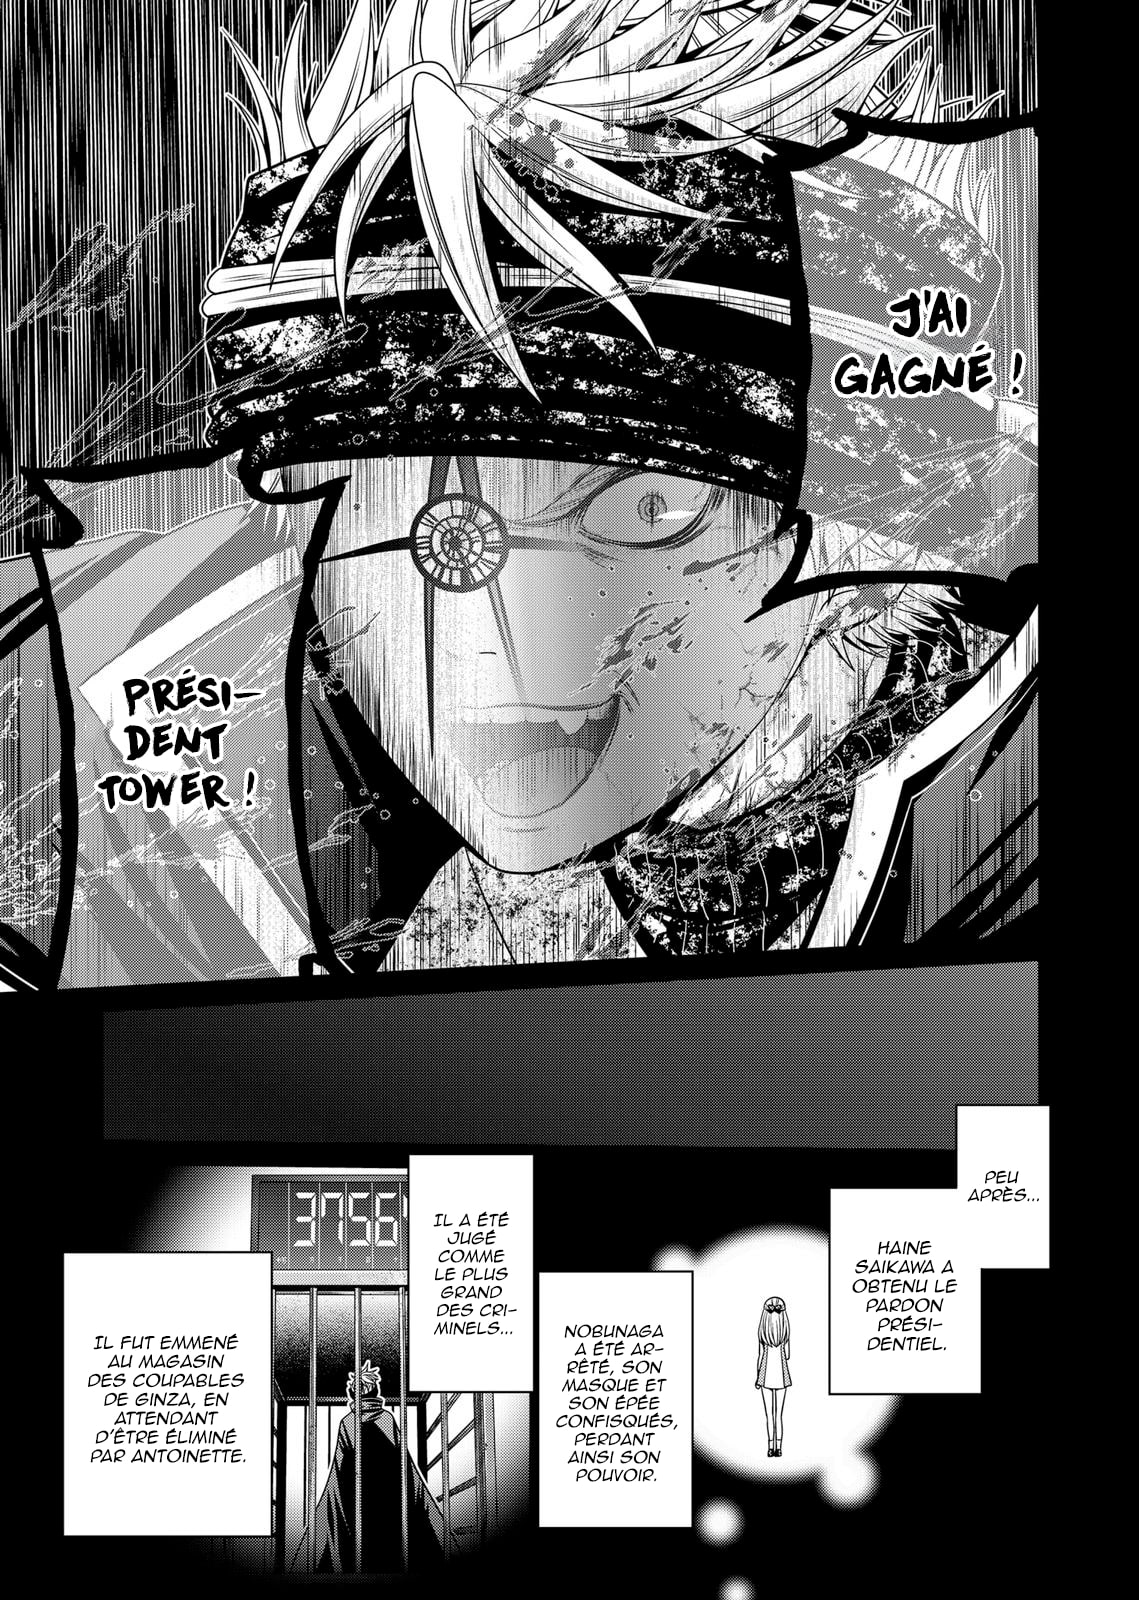 J'AI
GAGNÉ !
PRÉSI-
DENT
TOWER !
PEU
APRÈS...
HAINE
SAIKAWA A
OBTENU LE
PARDON
PRÉSI-
DENTIEL.
NOBUNAGA
A ÉTÉ AR-
RÊTÉ, SON
MASQUE ET
SON ÉPÉE
CONFISQUÉS,
PERDANT
AINSI SON
POUVOIR.
IL A ÉTÉ
JUGÉ
COMME
LE PLUS
GRAND
DES CRI-
MINELS...
IL FUT EMMENÉ
AU MAGASIN
DES COUPABLES
DE GINZA, EN
ATTENDANT
D'ÊTRE ÉLIMINÉ
PAR ANTOINETTE.